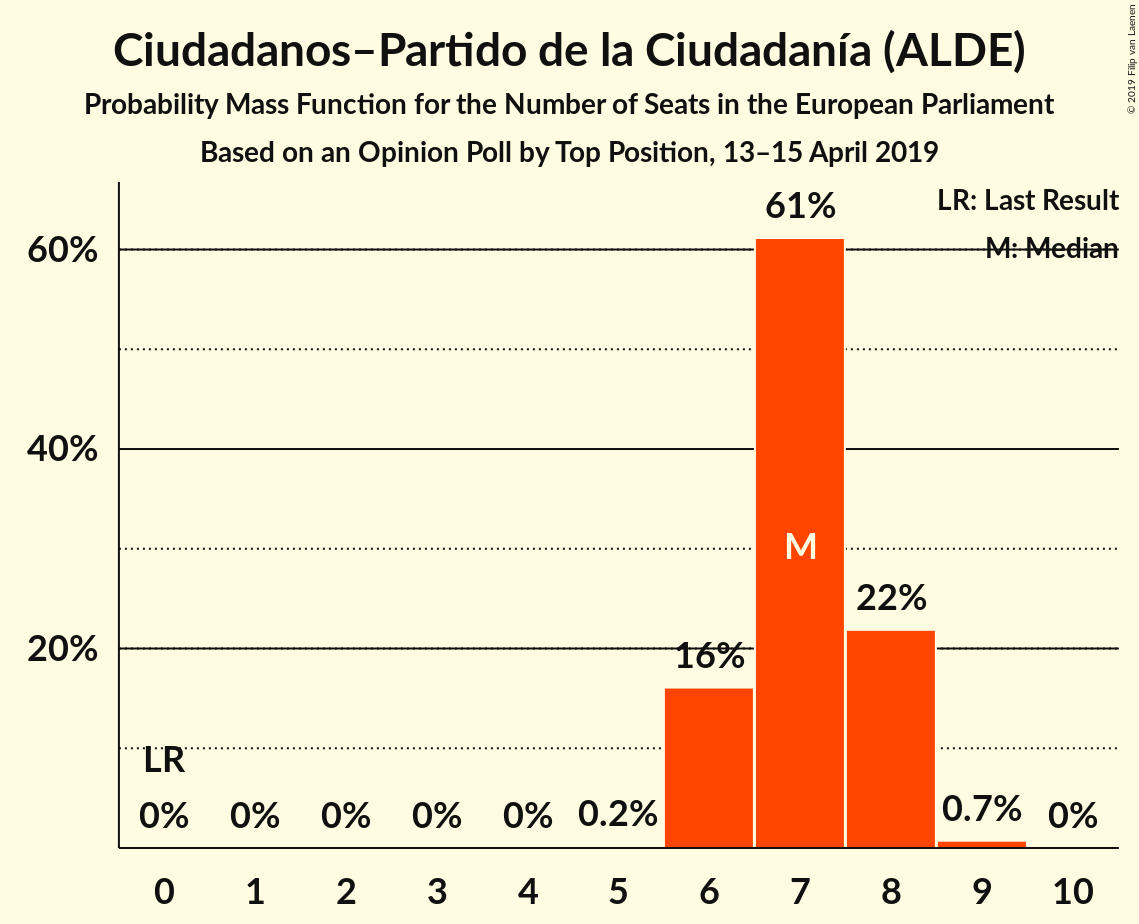 Ciudadanos–Partido de la Ciudadanía (ALDE)
Probability Mass Function for the Number of Seats in the European Parliament
Based on an Opinion Poll by Top Position, 13–15 April 2019
© 2019 Filip van Laenen
LR: Last Result
M: Median
61%
60%
40%
M
22%
20%
16%
LR
0% 0% 0% 0% 0% 0.2% 0.7% 0%
0 1 2 3 4 5 6 7 8 9 10